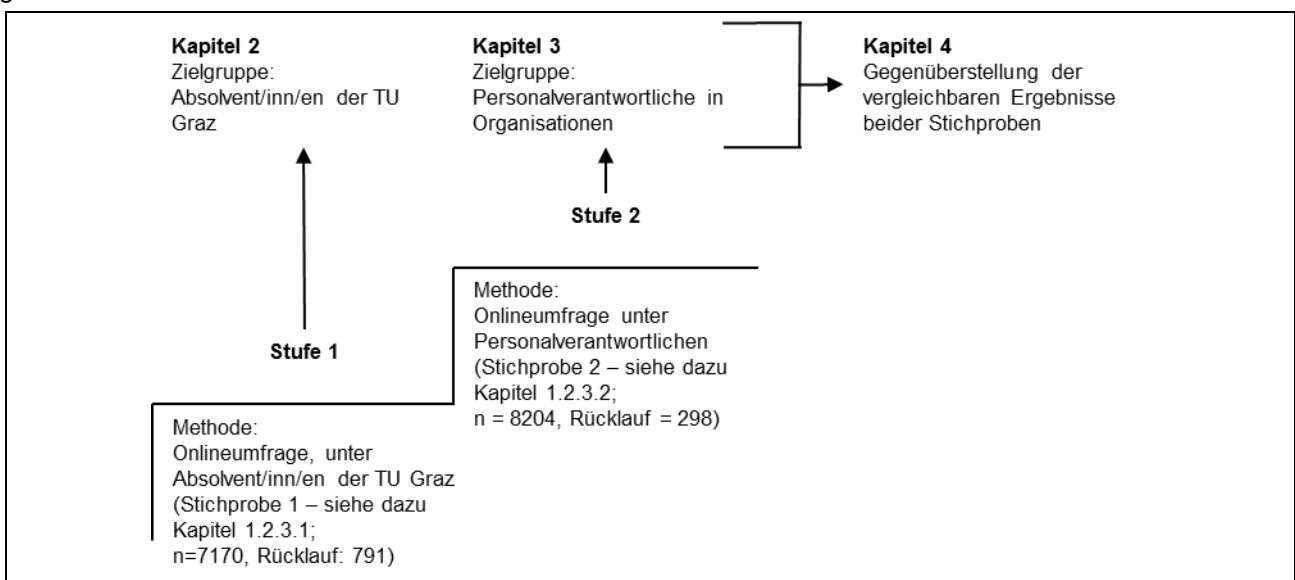 Kapitel 2
Zielgruppe:
Absolvent/inn/en der TU
Graz
Kapitel 3
Zielgruppe:
Personalverantwortliche in
Organisationen
Kapitel 4
Gegenüberstellung der
vergleichbaren Ergebnisse
beider Stichproben
Stufe 2
Stufe 1
Methode:
Onlineumfrage unter
Personalverantwortlichen
(Stichprobe 2 – siehe dazu
Kapitel 1.2.3.2;
n = 8204, Rücklauf = 298)
Methode:
Onlineumfrage, unter
Absolvent/inn/en der TU Graz
(Stichprobe 1 – siehe dazu
Kapitel 1.2.3.1;
n=7170, Rücklauf: 791)